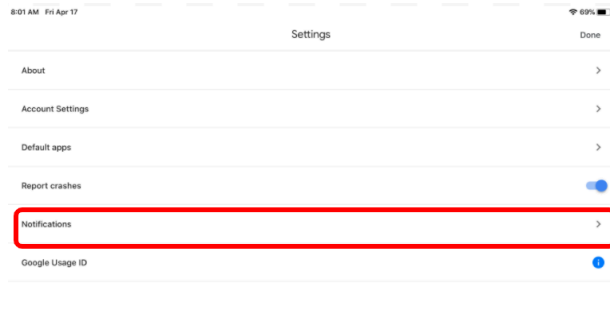 8:01 AM Fri Apr 17 69%
Settings Done
About
Account Settings
Default apps
Report crashes
Notifications
Google Usage ID